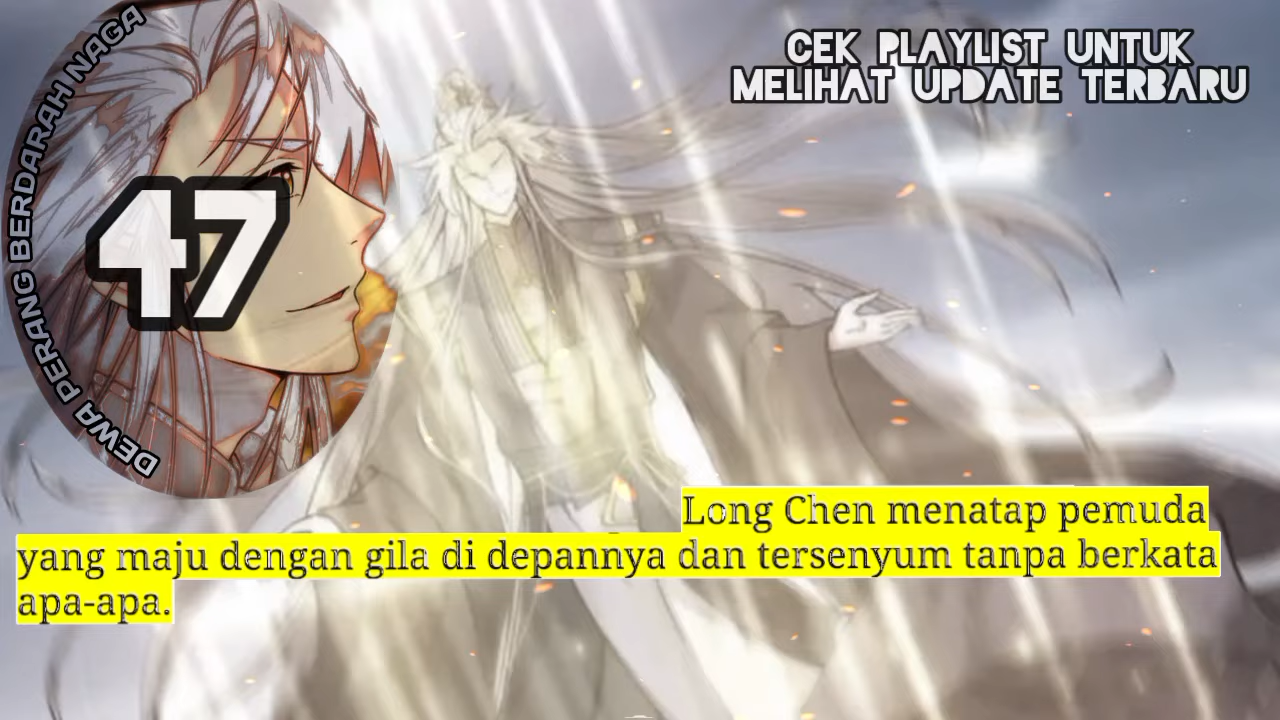 CEK PLAYLIST UNTUK
MELIHAT UPDATE TERBARU
DEWA PERANG BERDARAH NAGA
47
Long Chen menatap pemuda
yang maju dengan gila di depannya dan tersenyum tanpa berkata
apa-apa.